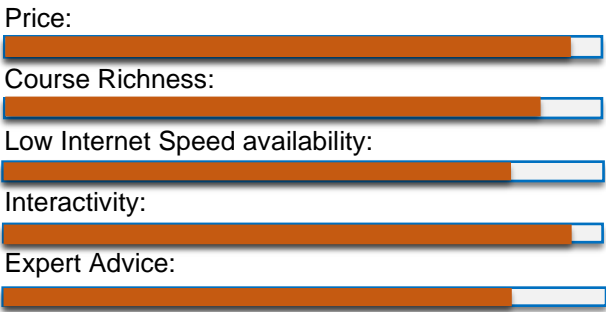 Price:
Course Richness:
Low Internet Speed availability:
Interactivity:
Expert Advice: